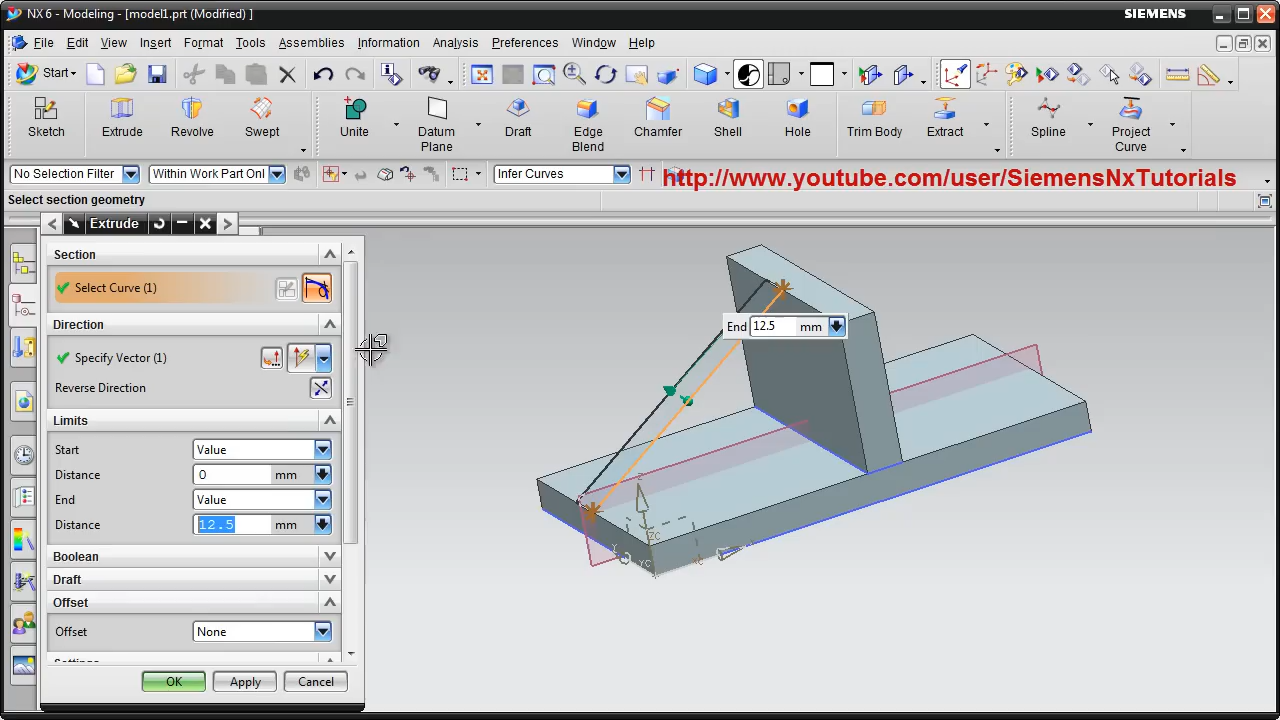 NX 6 - Modeling - [model1.prt (Modified) ]
SIEMENS
File Edit View Insert Format Tools Assemblies Information Analysis Preferences Window Help
Start
Sketch Extrude Revolve Swept Unite Datum Plane Draft Edge Blend Chamfer Shell Hole Trim Body Extract Spline Project Curve
No Selection Filter Within Work Part Onl Infer Curves
http://www.youtube.com/user/SiemensNxTutorials
Select section geometry
Extrude
Section
Select Curve (1)
Direction
Specify Vector (1)
Reverse Direction
Limits
Start Value
Distance 0 mm
End Value
Distance 12.5 mm
Boolean
Draft
Offset
Offset None
Settings
OK Apply Cancel
End 12.5 mm
Z
ZC
YC